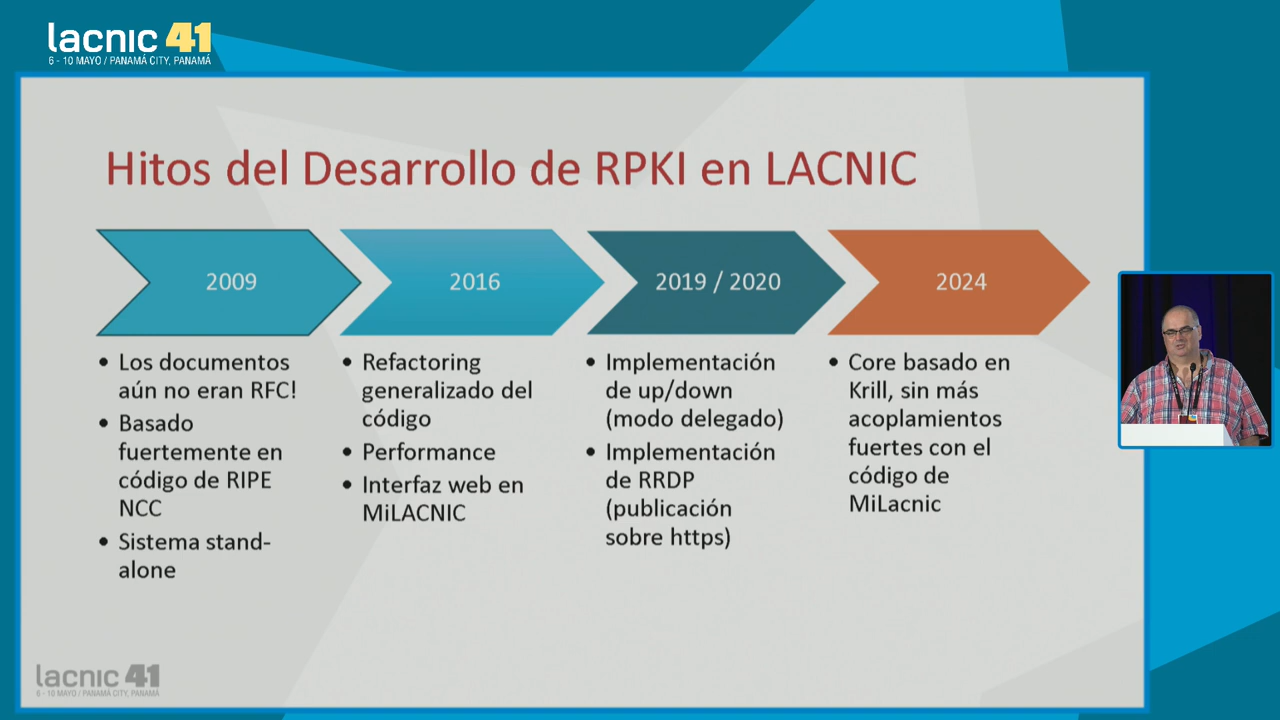 lacnic 41
6 - 10 MAYO / PANAMÁ CITY, PANAMÁ
Hitos del Desarrollo de RPKI en LACNIC
2009
• Los documentos
aún no eran RFC!
• Basado
fuertemente en
código de RIPE
NCC
• Sistema stand-
alone
2016
• Refactoring
generalizado del
código
• Performance
• Interfaz web en
MiLACNIC
2019 / 2020
• Implementación
de up/down
(modo delegado)
• Implementación
de RRDP
(publicación
sobre https)
2024
• Core basado en
Krill, sin más
acoplamientos
fuertes con el
código de
MiLacnic
lacnic 41
6 - 10 MAYO / PANAMÁ CITY, PANAMÁ